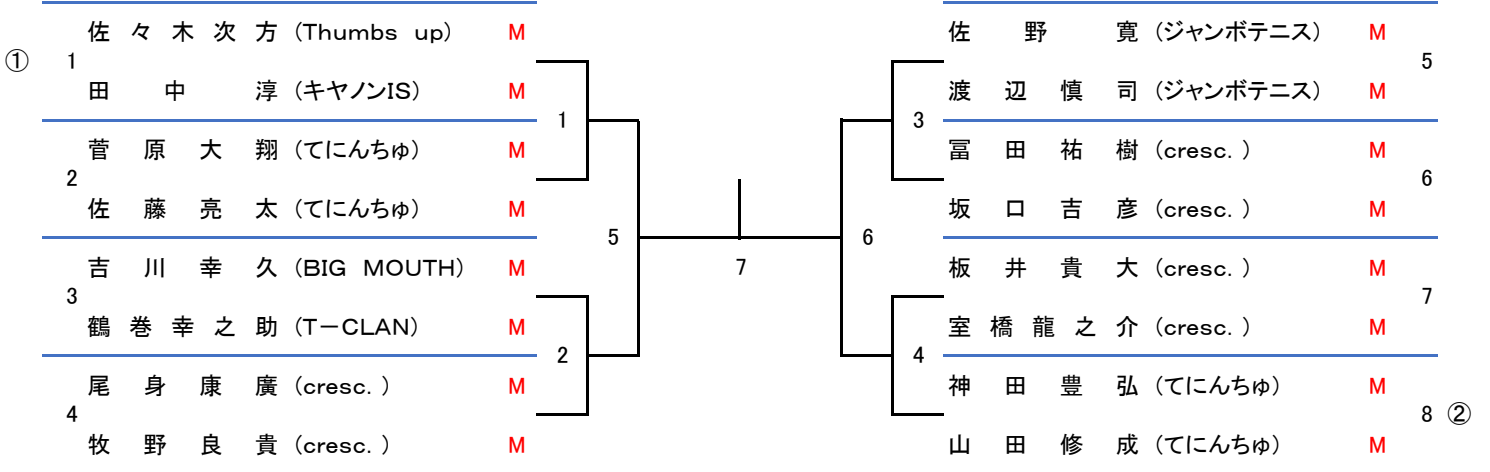 佐々木次方 (Thumbs up) M
① 1
田中淳 (キヤノンIS) M
1
菅原大翔 (てにんちゅ) M
2
佐藤亮太 (てにんちゅ) M
5
吉川幸久 (BIG MOUTH) M
3
鶴巻幸之助 (T－CLAN) M
2
尾身康廣 (cresc.) M
4
牧野良貴 (cresc.) M
7
佐野寛 (ジャンボテニス) M
5
渡辺慎司 (ジャンボテニス) M
3
冨田祐樹 (cresc.) M
6
坂口吉彦 (cresc.) M
6
板井貴大 (cresc.) M
7
室橋龍之介 (cresc.) M
4
神田豊弘 (てにんちゅ) M
8 ②
山田修成 (てにんちゅ) M